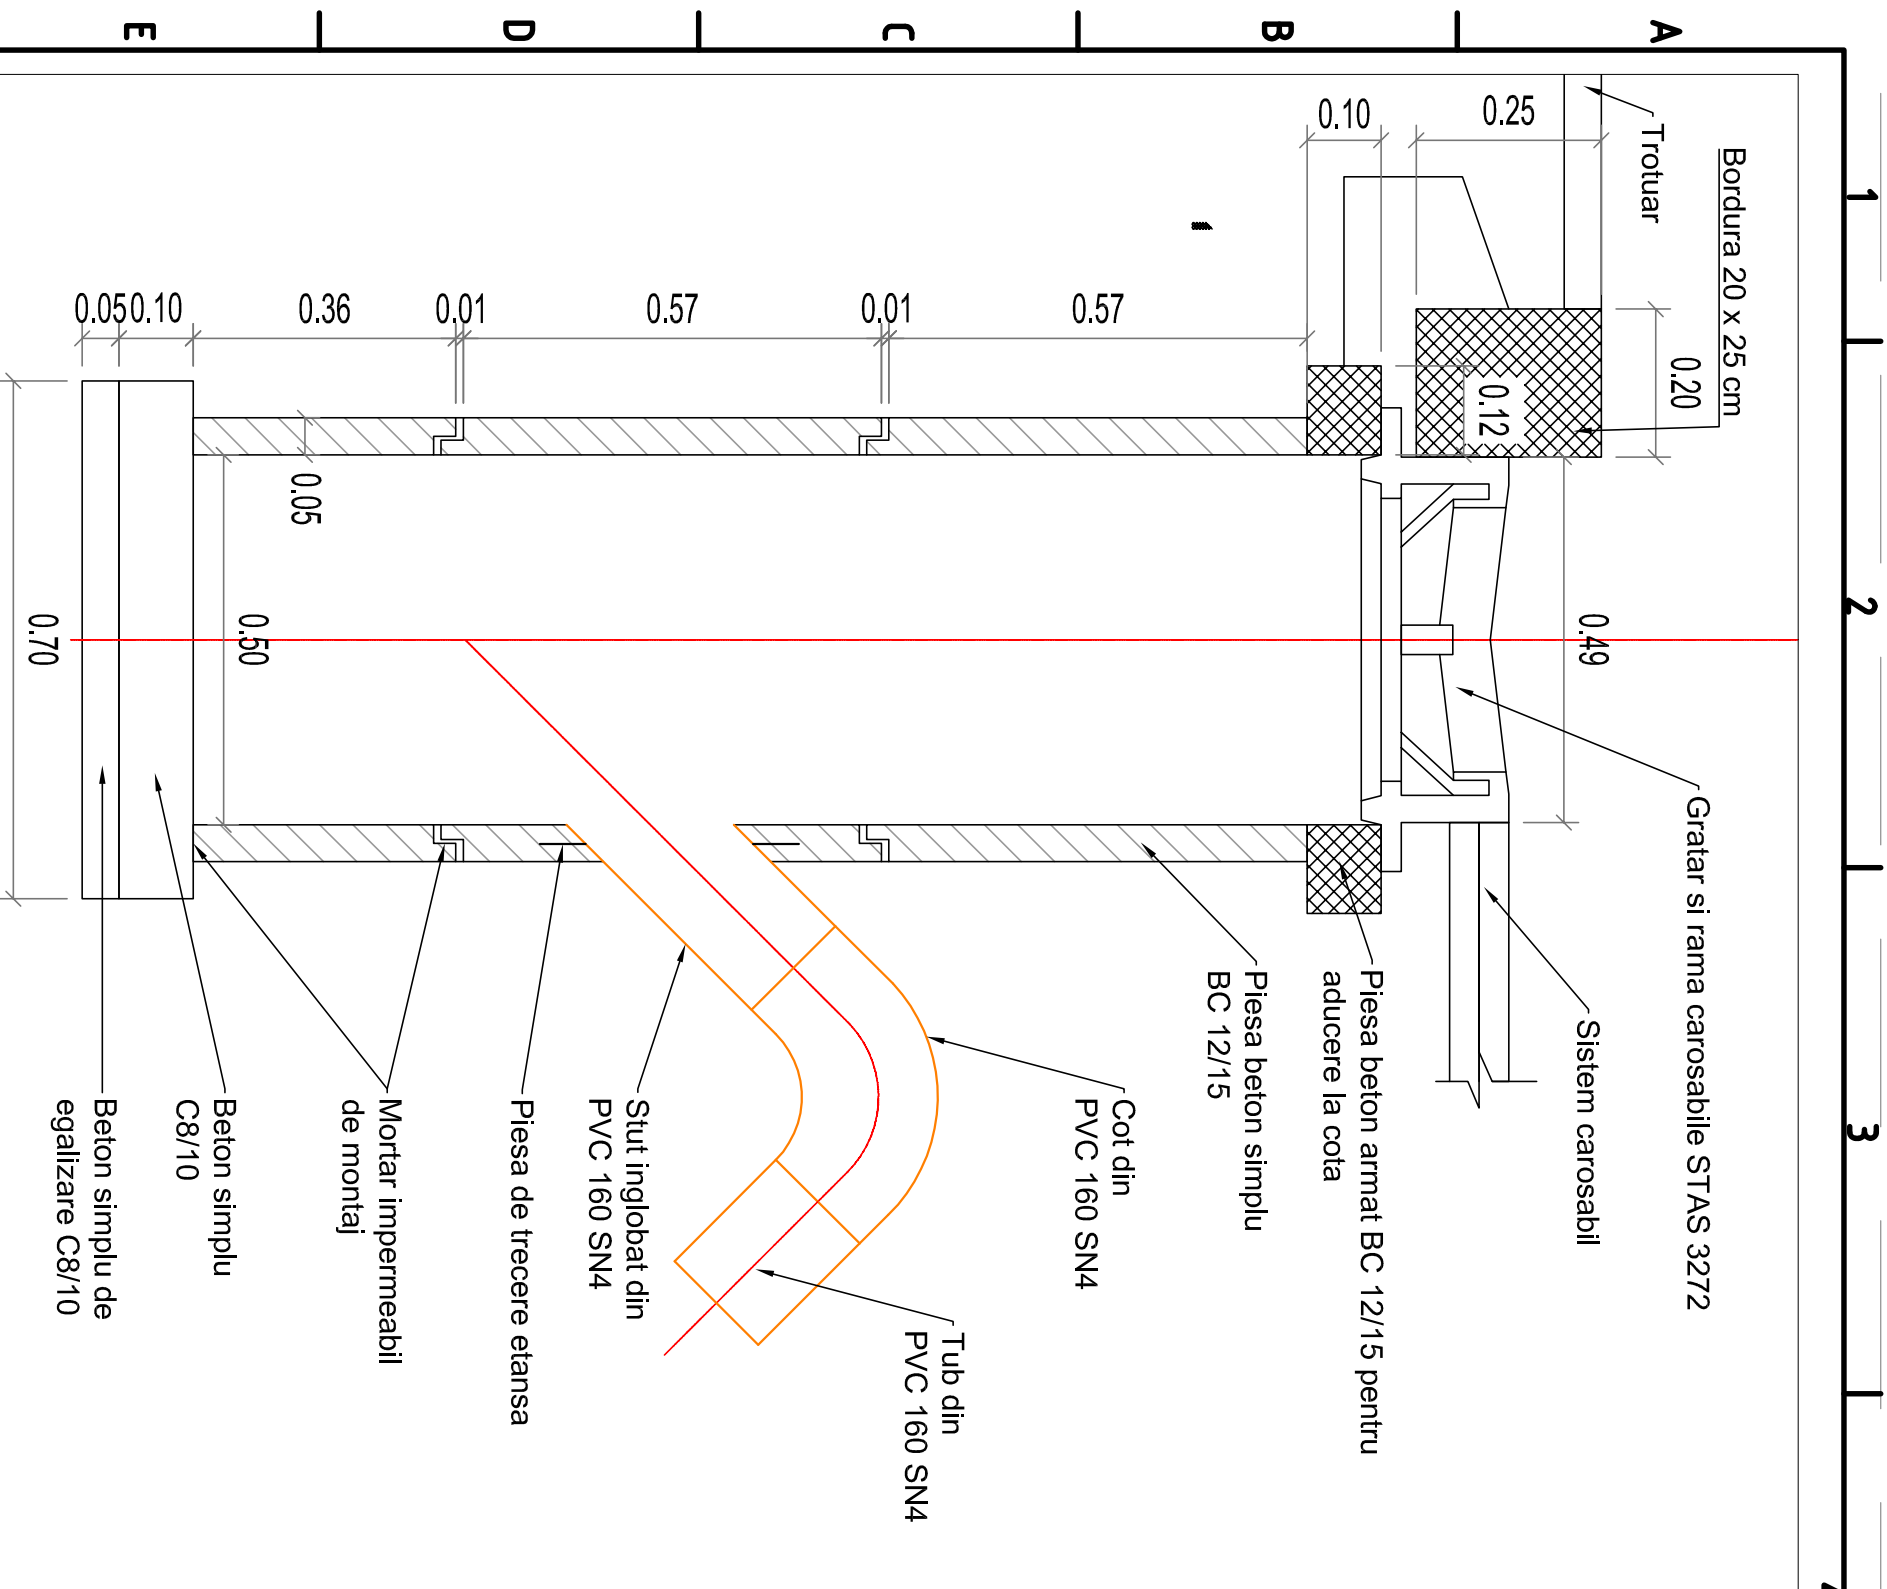 A
B
C
D
E
1
2
3
Bordura 20 x 25 cm
Trotuar
0.25
0.10
0.20
0.12
0.49
0.57
0.01
0.57
0.01
0.36
0.10
0.05
0.05
0.50
0.70
Gratar si rama carosabile STAS 3272
Sistem carosabil
Piesa beton armat BC 12/15 pentru
aducere la cota
Piesa beton simplu
BC 12/15
Cot din
PVC 160 SN4
Tub din
PVC 160 SN4
Stut inglobat din
PVC 160 SN4
Piesa de trecere etansa
Mortar impermeabil
de montaj
Beton simplu
C8/10
Beton simplu de
egalizare C8/10